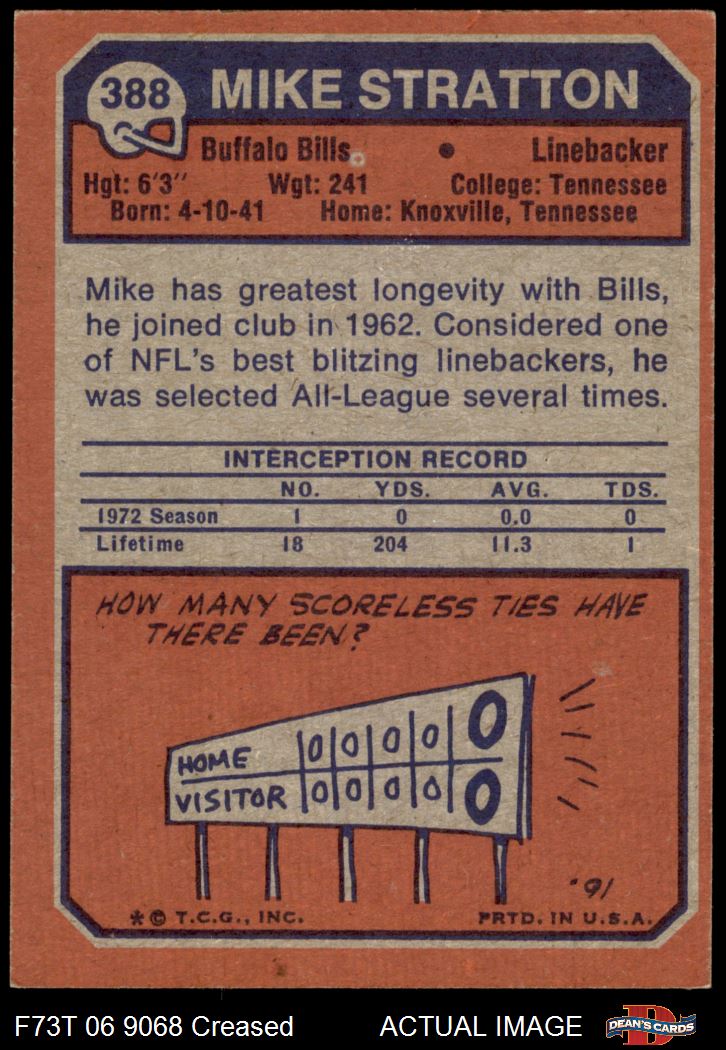 388 MIKE STRATTON
Buffalo Bills • Linebacker
Hgt: 6'3" Wgt: 241 College: Tennessee
Born: 4-10-41 Home: Knoxville, Tennessee
Mike has greatest longevity with Bills,
he joined club in 1962. Considered one
of NFL's best blitzing linebackers, he
was selected All-League several times.
INTERCEPTION RECORD
NO. YDS. AVG. TDS.
1972 Season 1 0 0.0 0
Lifetime 18 204 11.3 1
HOW MANY SCORELESS TIES HAVE
THERE BEEN?
HOME 0 0 0 0 0
VISITOR 0 0 0 0 0
.91
*© T.C.G., INC. PRTD. IN U.S.A.
F73T 06 9068 Creased ACTUAL IMAGE DEAN'S CARDS